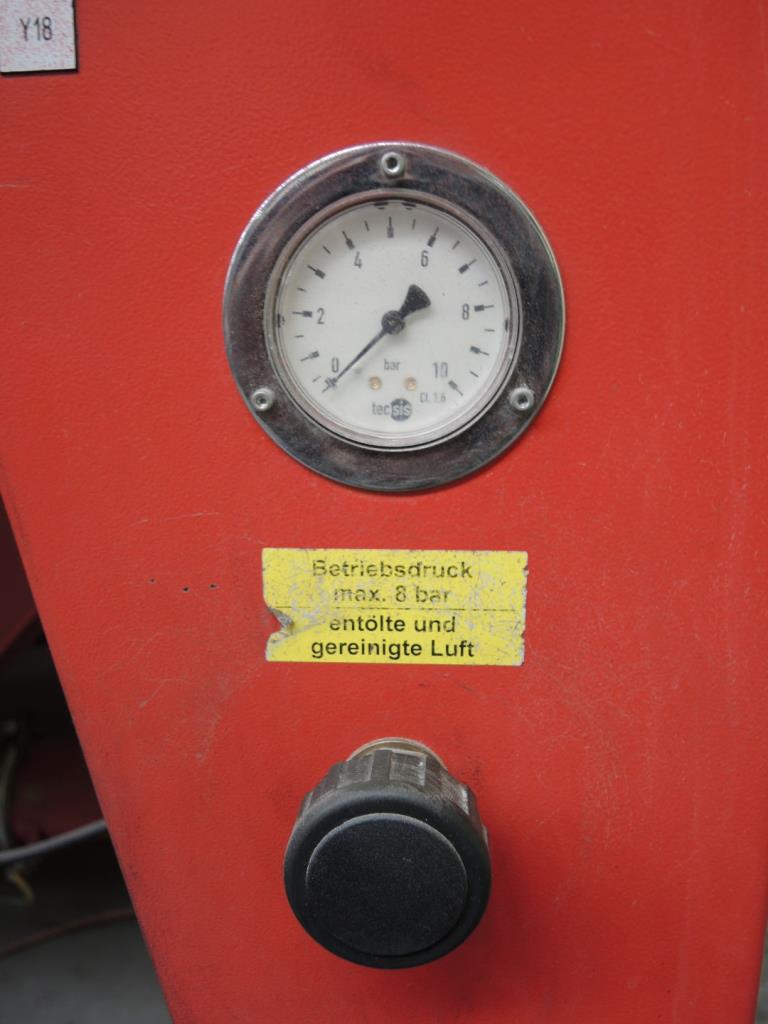 Y18
4 6
2 8
0 bar 10
Cl. 1.6
tecsis
Betriebsdruck
max. 8 bar
entölte und
gereinigte Luft